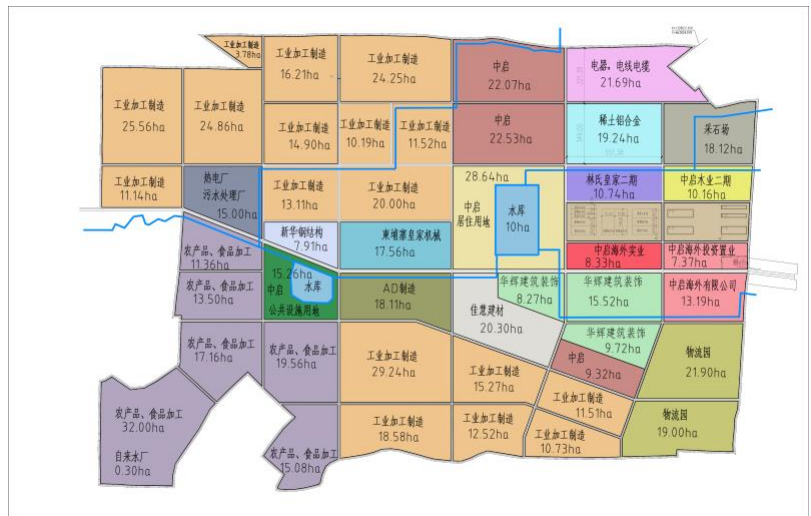 工业加工制造
3.78ha
工业加工制造
16.21ha
工业加工制造
24.25ha
中启
22.07ha
电器，电线电缆
21.69ha
工业加工制造
25.56ha
工业加工制造
24.86ha
工业加工制造
14.90ha
工业加工制造
10.19ha
工业加工制造
11.52ha
中启
22.53ha
稀土铝合金
19.24ha
采石场
18.12ha
工业加工制造
11.14ha
热电厂
污水处理厂
15.00ha
工业加工制造
13.11ha
工业加工制造
20.00ha
28.64ha
中启
居住用地
水库
10ha
林氏皇家二期
10.74ha
中启木业二期
10.16ha
新华钢结构
7.91ha
柬埔寨皇家机械
17.56ha
中启海外实业
8.33ha
中启海外投资置业
7.37ha
农产品、食品加工
11.36ha
13.50ha
15.26ha
中启
水库
公共设施用地
AD制造
18.11ha
华辉建筑装饰
8.27ha
华辉建筑装饰
15.52ha
中启海外有限公司
13.19ha
佳慧建材
20.30ha
农产品、食品加工
17.16ha
农产品、食品加工
19.56ha
工业加工制造
29.24ha
工业加工制造
15.27ha
华辉建筑装饰
9.72ha
中启
9.32ha
物流园
21.90ha
农产品、食品加工
32.00ha
自来水厂
0.30ha
农产品、食品加工
15.08ha
工业加工制造
18.58ha
工业加工制造
12.52ha
工业加工制造
11.51ha
工业加工制造
10.73ha
物流园
19.00ha